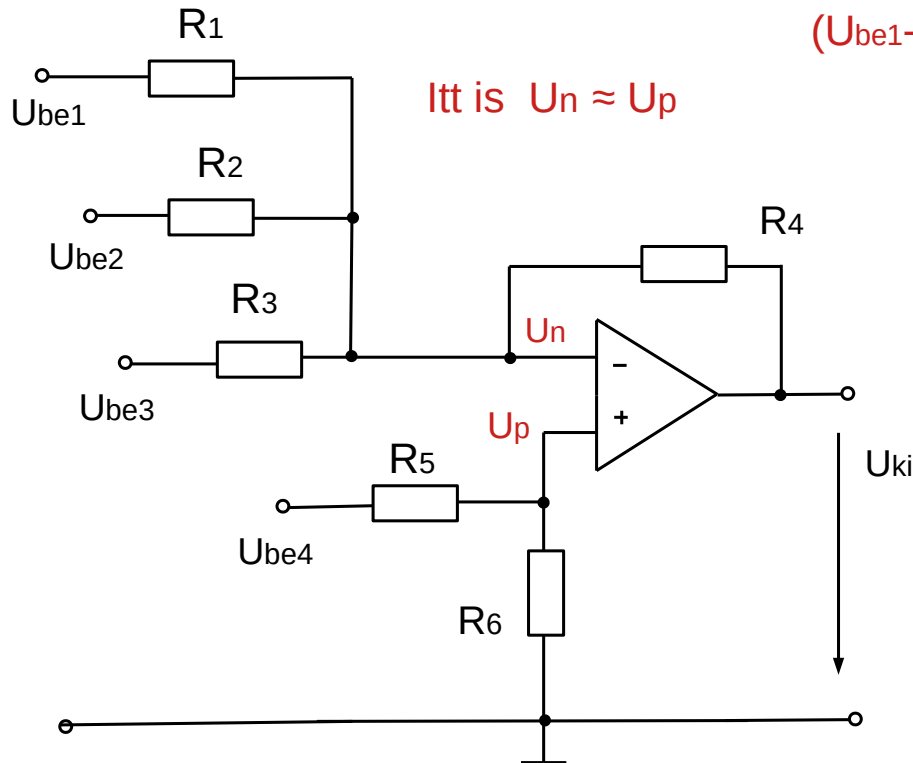 R1
(Ube1-
Ube1
Itt is Un ≈ Up
R2
Ube2
R4
R3
Un
Ube3
−
+
Up
R5
Uki
Ube4
R6